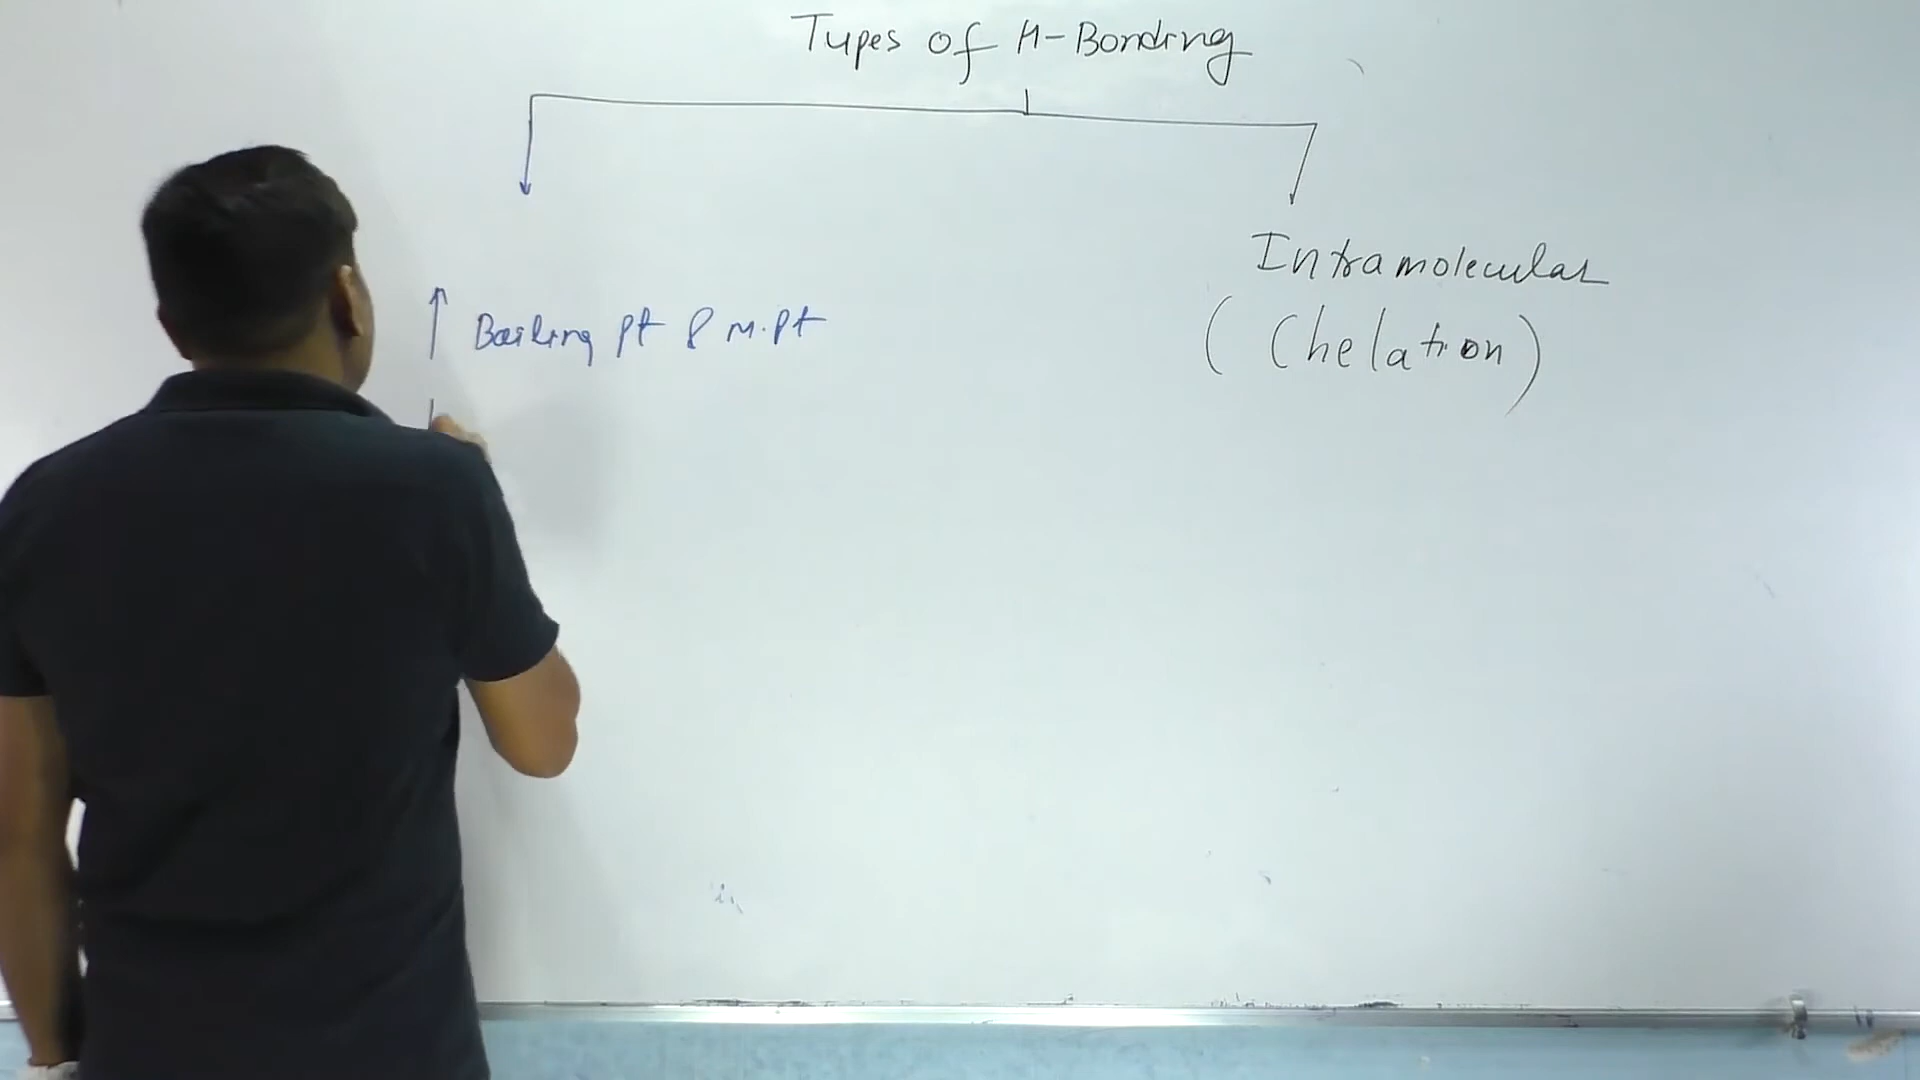 Types of H-Bonding
↑ Boiling pt & M.pt
Intramolecular
(Chelation)